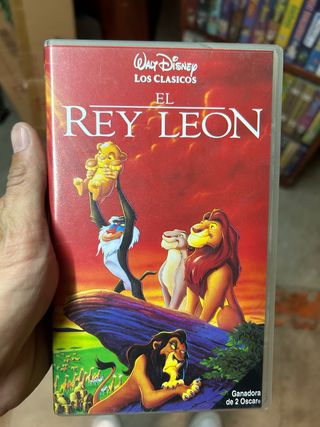 Walt Disney
LOS CLASICOS
EL
REY LEON
Ganadora
de 2 Oscar®